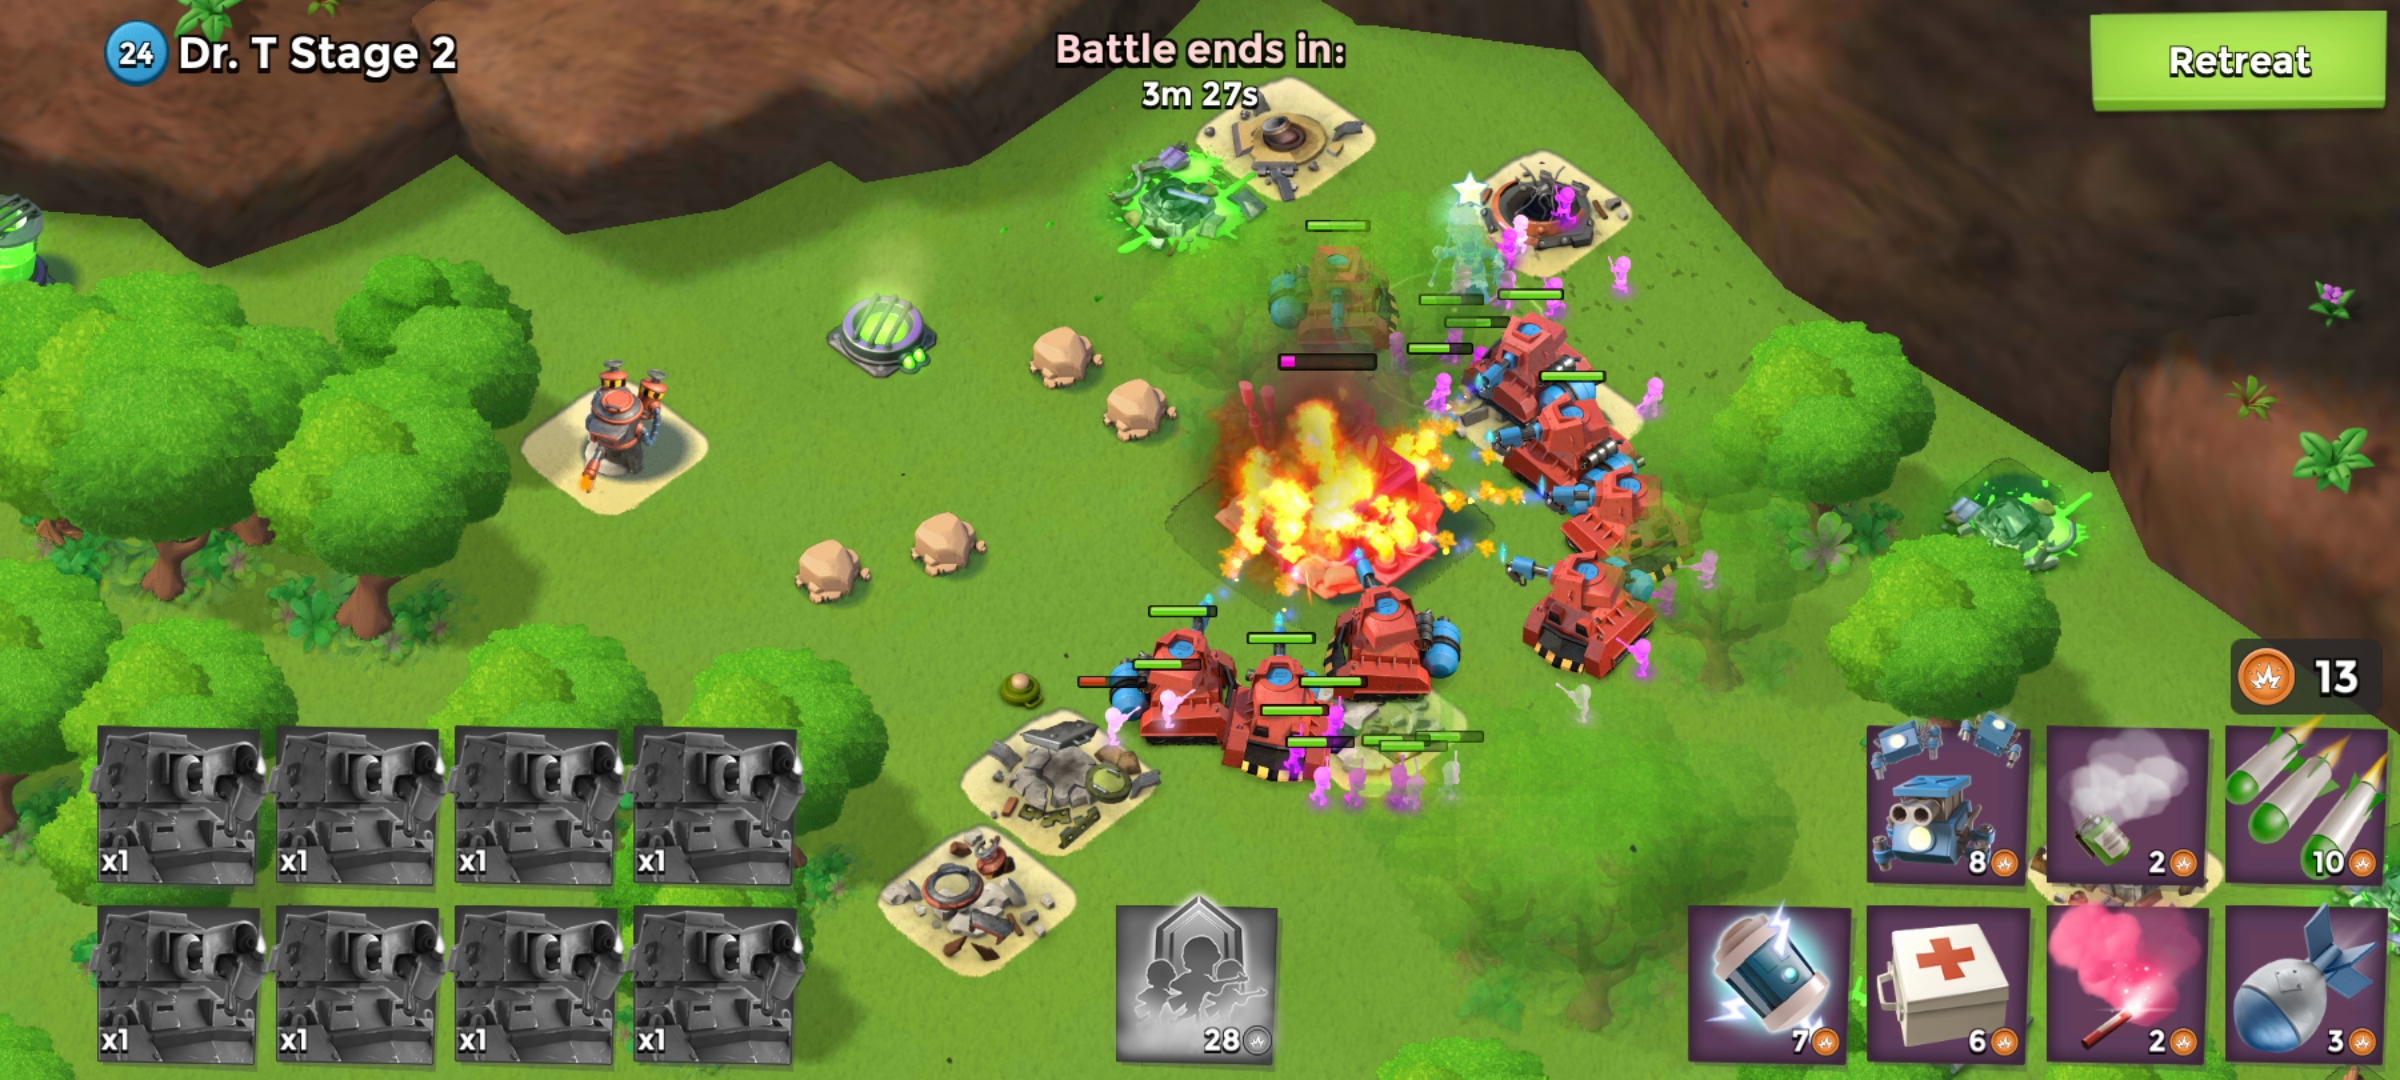 24 Dr. T Stage 2
Battle ends in:
3m 27s
Retreat
13
x1 x1 x1 x1
8 2 10
x1 x1 x1 x1
28
7 6 2 3